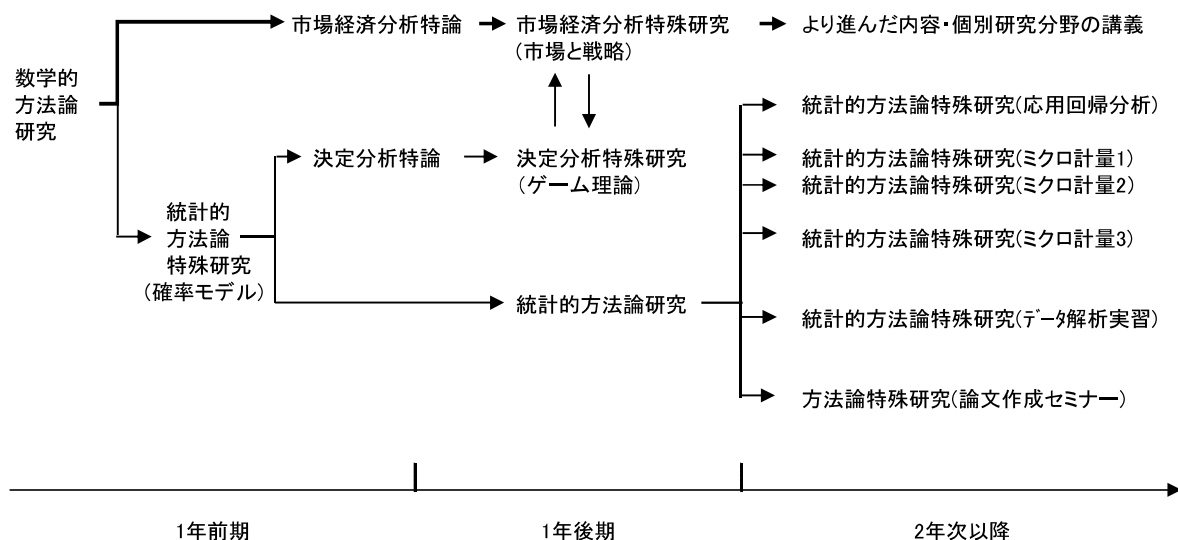 市場経済分析特論
市場経済分析特殊研究
(市場と戦略)
より進んだ内容・個別研究分野の講義
数学的
方法論
研究
決定分析特論
決定分析特殊研究
(ゲーム理論)
統計的
方法論
特殊研究
(確率モデル)
統計的方法論研究
統計的方法論特殊研究(応用回帰分析)
統計的方法論特殊研究(ミクロ計量1)
統計的方法論特殊研究(ミクロ計量2)
統計的方法論特殊研究(ミクロ計量3)
統計的方法論特殊研究(データ解析実習)
方法論特殊研究(論文作成セミナー)
1年前期
1年後期
2年次以降